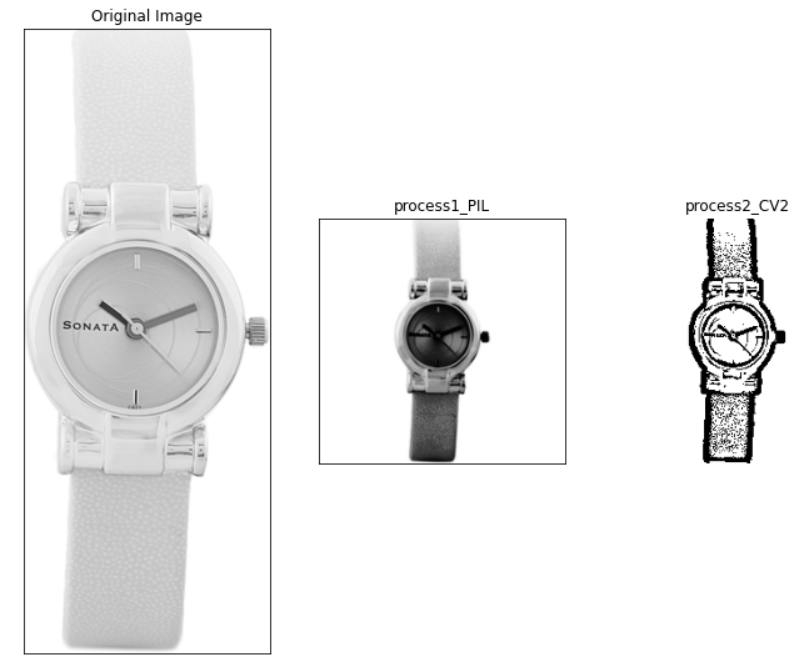 Original Image
process1_PIL
process2_CV2
SONATA